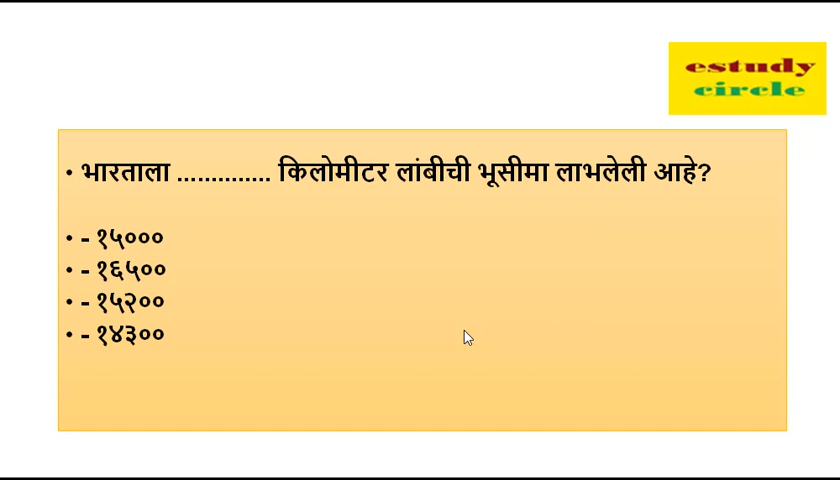 estudy
circle
• भारताला .............. किलोमीटर लांबीची भूसीमा लाभलेली आहे?
• - १५०००
• - १६५००
• - १५२००
• - १४३००